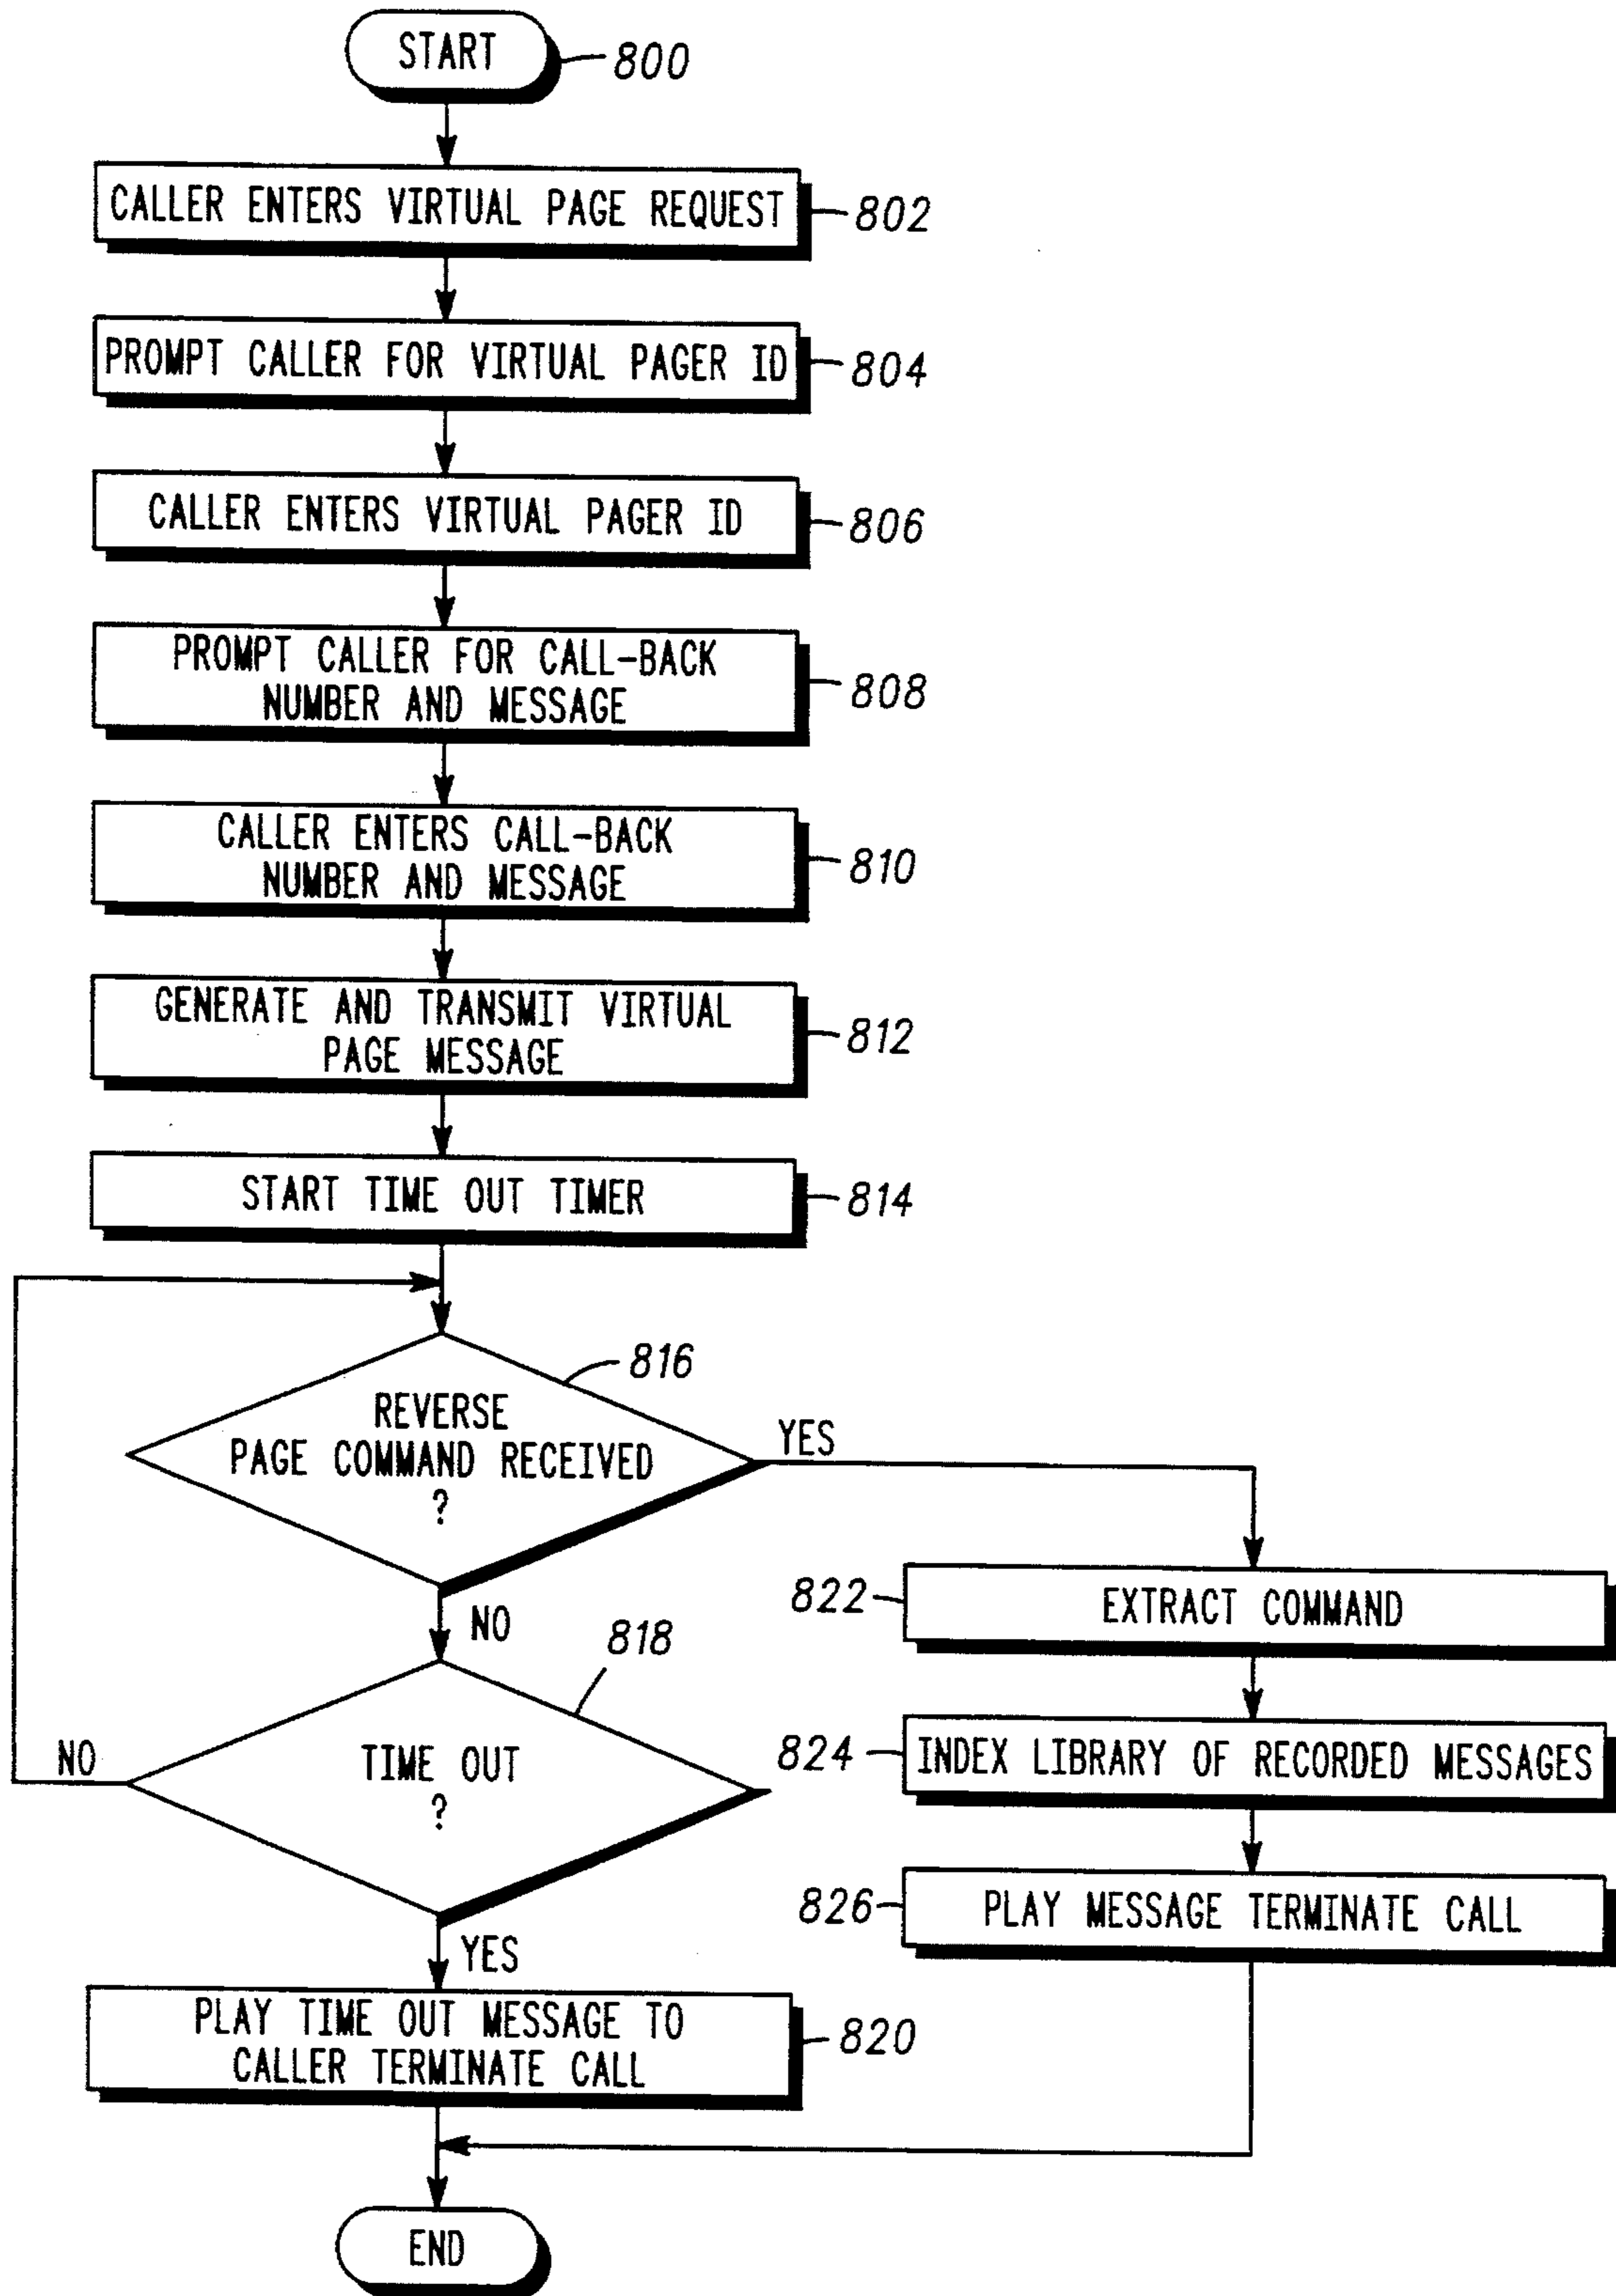 START
800
CALLER ENTERS VIRTUAL PAGE REQUEST
802
PROMPT CALLER FOR VIRTUAL PAGER ID
804
CALLER ENTERS VIRTUAL PAGER ID
806
PROMPT CALLER FOR CALL-BACK
NUMBER AND MESSAGE
808
CALLER ENTERS CALL-BACK
NUMBER AND MESSAGE
810
GENERATE AND TRANSMIT VIRTUAL
PAGE MESSAGE
812
START TIME OUT TIMER
814
816
REVERSE
PAGE COMMAND RECEIVED
?
YES
NO
818
TIME OUT
?
NO
YES
822
EXTRACT COMMAND
824
INDEX LIBRARY OF RECORDED MESSAGES
826
PLAY MESSAGE TERMINATE CALL
PLAY TIME OUT MESSAGE TO
CALLER TERMINATE CALL
820
END